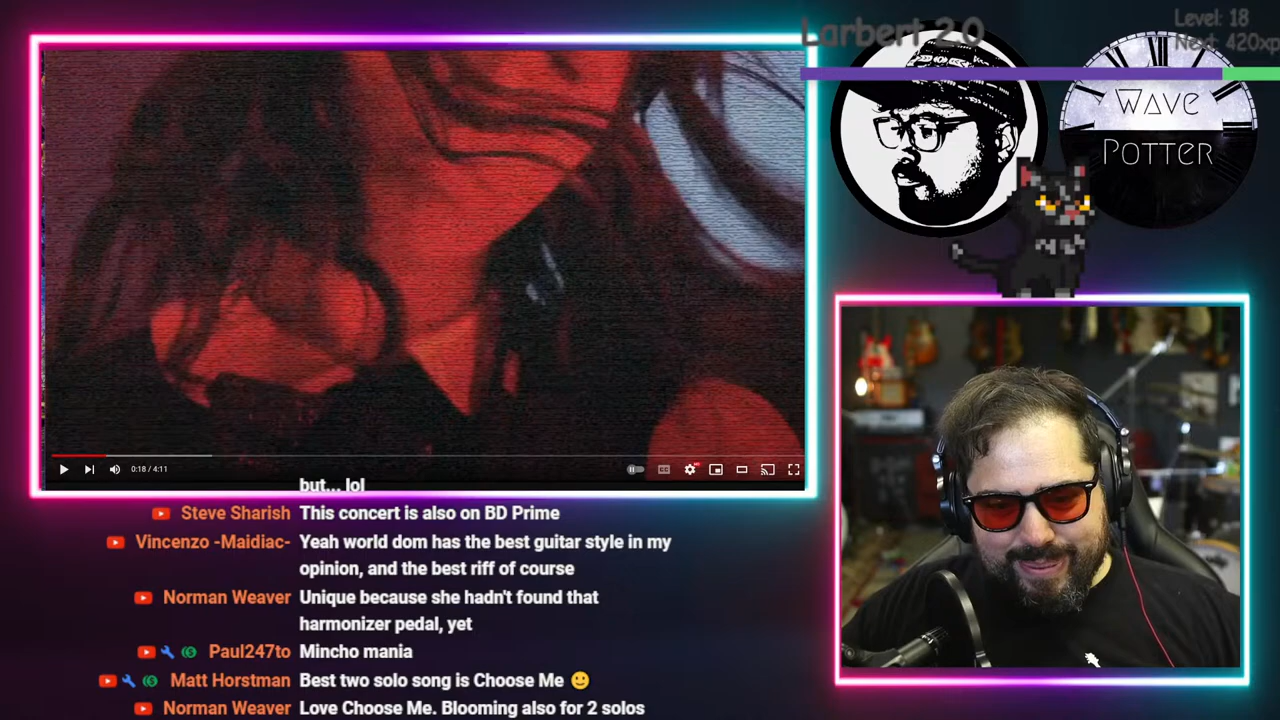 Larbert 2.0
Level: 18
Next: 420xp
WAVE
POTTER
0:18 / 4:11
CC
but... lol
Steve Sharish This concert is also on BD Prime
Vincenzo -Maidiac- Yeah world dom has the best guitar style in my
opinion, and the best riff of course
Norman Weaver Unique because she hadn't found that
harmonizer pedal, yet
Paul247to Mincho mania
Matt Horstman Best two solo song is Choose Me 🙂
Norman Weaver Love Choose Me. Blooming also for 2 solos